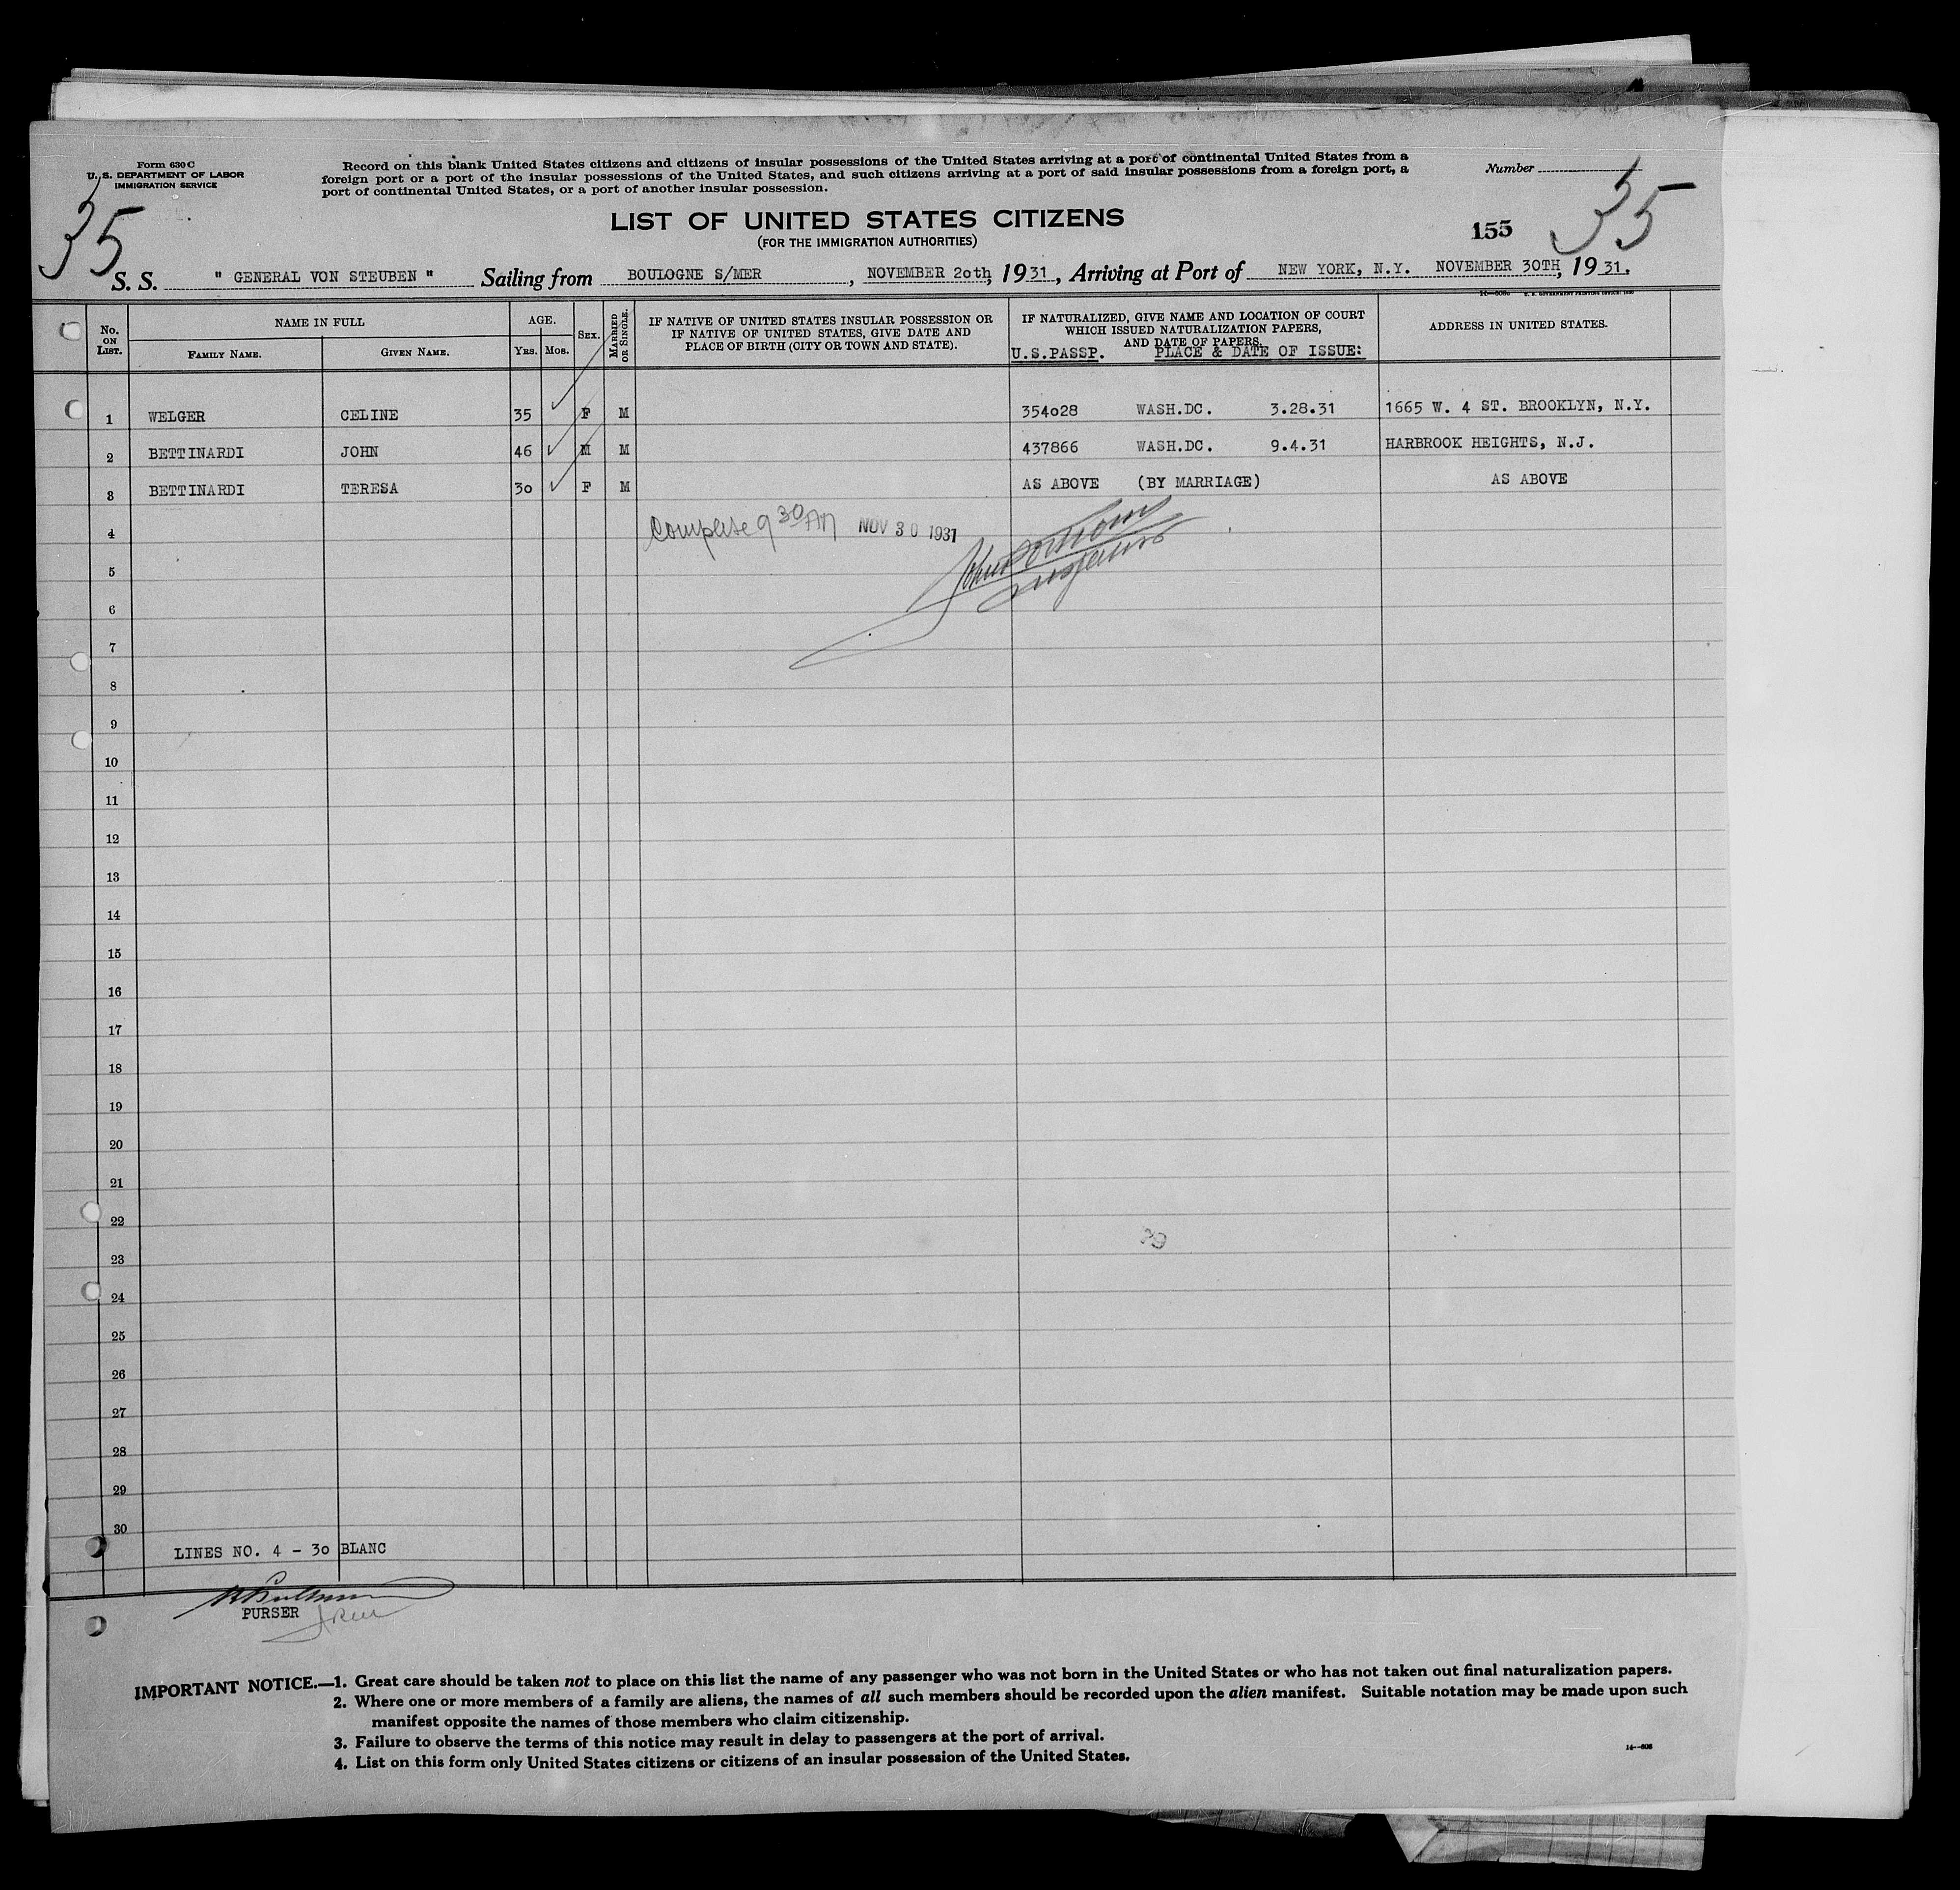 Form 630 C
U. S. DEPARTMENT OF LABOR
IMMIGRATION SERVICE
Record on this blank United States citizens and citizens of insular possessions of the United States arriving at a port of continental United States from a
foreign port or a port of the insular possessions of the United States, and such citizens arriving at a port of said insular possessions from a foreign port, a
port of continental United States, or a port of another insular possession.
Number
35
35
LIST OF UNITED STATES CITIZENS
(FOR THE IMMIGRATION AUTHORITIES)
155
S. S. " GENERAL VON STEUBEN " Sailing from BOULOGNE S/MER, NOVEMBER 20th, 1931, Arriving at Port of NEW YORK, N.Y. NOVEMBER 30TH, 1931.
No. ON LIST.
NAME IN FULL
FAMILY NAME. GIVEN NAME.
AGE.
YRS. MOS.
SEX.
MARRIED OR SINGLE.
IF NATIVE OF UNITED STATES INSULAR POSSESSION OR
IF NATIVE OF UNITED STATES, GIVE DATE AND
PLACE OF BIRTH (CITY OR TOWN AND STATE).
IF NATURALIZED, GIVE NAME AND LOCATION OF COURT
WHICH ISSUED NATURALIZATION PAPERS,
AND DATE OF PAPERS.
U.S.PASSP. PLACE & DATE OF ISSUE:
ADDRESS IN UNITED STATES.
1 WELGER CELINE 35 F M 354028 WASH.DC. 3.28.31 1665 W. 4 ST. BROOKLYN, N.Y.
2 BETTINARDI JOHN 46 M M 437866 WASH.DC. 9.4.31 HARBROOK HEIGHTS, N.J.
3 BETTINARDI TERESA 30 F M AS ABOVE (BY MARRIAGE) AS ABOVE
4 Complete 9 30 AM NOV 30 1931
5
6
7
8
9
10
11
12
13
14
15
16
17
18
19
20
21
22
23
24
25
26
27
28
29
30
LINES NO. 4 - 30 BLANC
PURSER
IMPORTANT NOTICE.—1. Great care should be taken not to place on this list the name of any passenger who was not born in the United States or who has not taken out final naturalization papers.
2. Where one or more members of a family are aliens, the names of all such members should be recorded upon the alien manifest. Suitable notation may be made upon such
manifest opposite the names of those members who claim citizenship.
3. Failure to observe the terms of this notice may result in delay to passengers at the port of arrival.
4. List on this form only United States citizens or citizens of an insular possession of the United States.